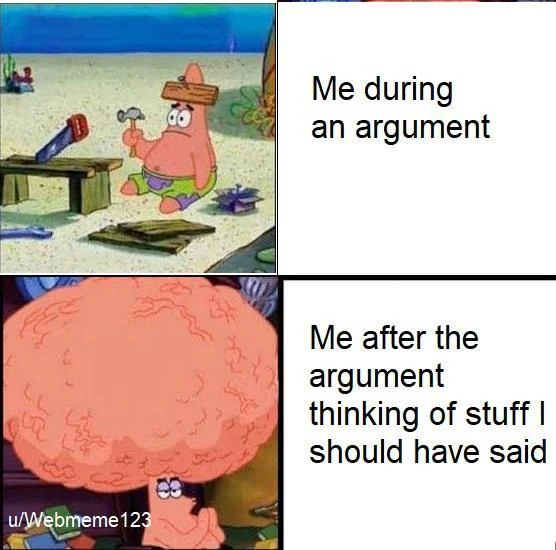 Me during
an argument
Me after the
argument
thinking of stuff I
should have said
u/Webmeme123